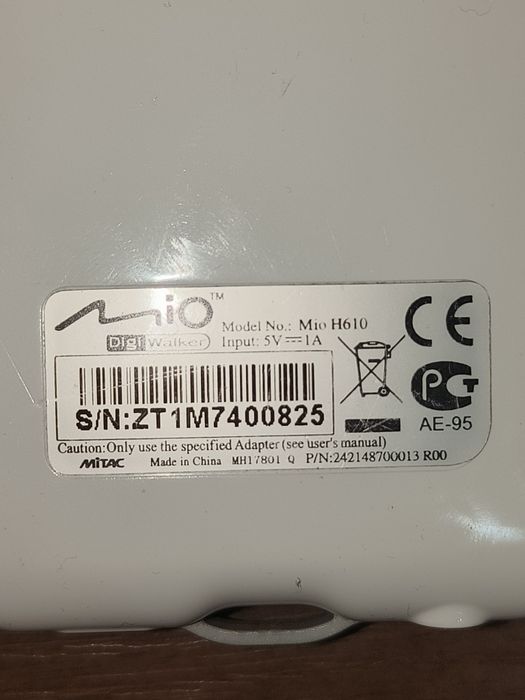 Mio™
DigiWalker
Model No.: Mio H610
Input: 5V⎓1A
CE
S/N:ZT1M7400825
AE-95
Caution:Only use the specified Adapter(see user's manual)
MiTAC Made in China MH17801 Q P/N:242148700013 R00